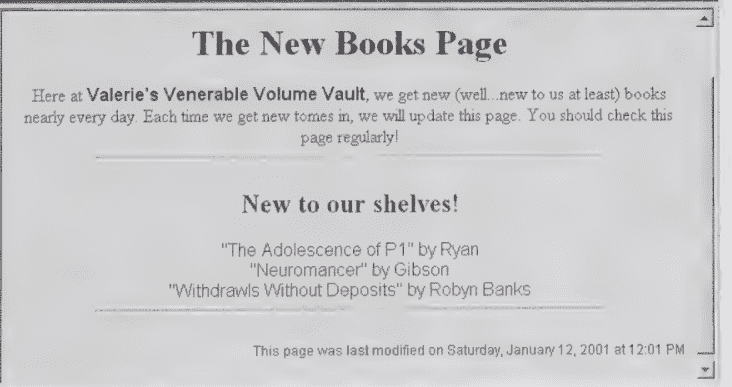 The New Books Page
Here at Valerie's Venerable Volume Vault, we get new (well...new to us at least) books
nearly every day. Each time we get new tomes in, we will update this page. You should check this
page regularly!
New to our shelves!
"The Adolescence of P1" by Ryan
"Neuromancer" by Gibson
"Withdrawls Without Deposits" by Robyn Banks
This page was last modified on Saturday, January 12, 2001 at 12:01 PM